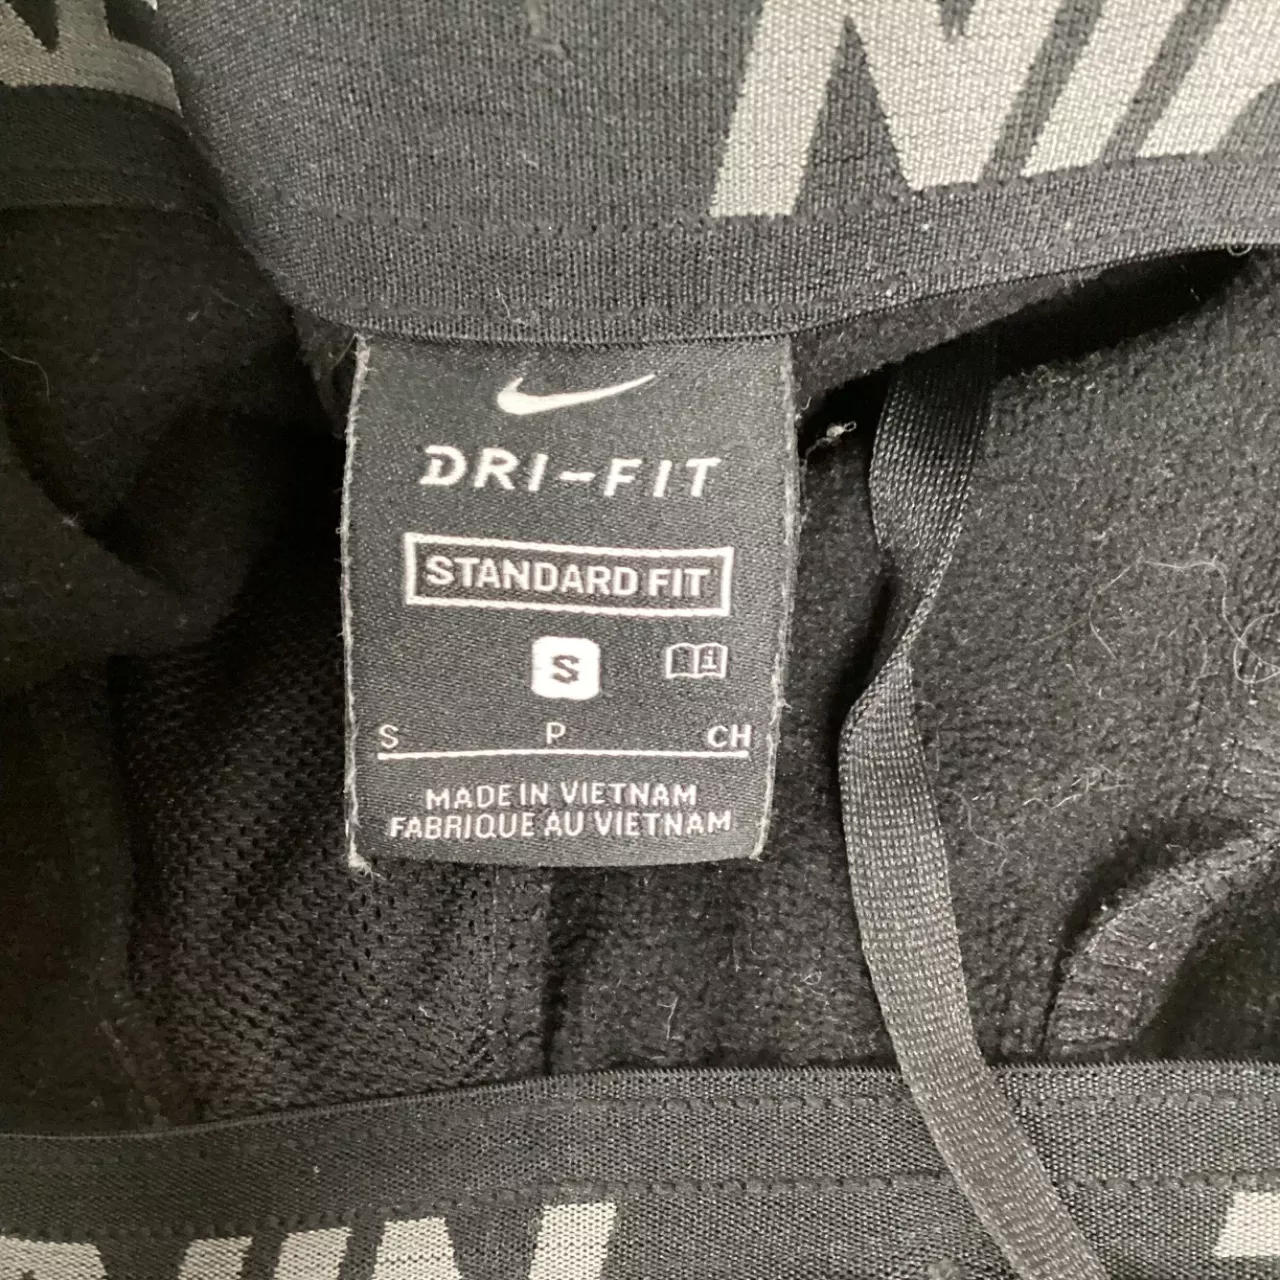 DRI-FIT
STANDARD FIT
S
S P CH
MADE IN VIETNAM
FABRIQUE AU VIETNAM